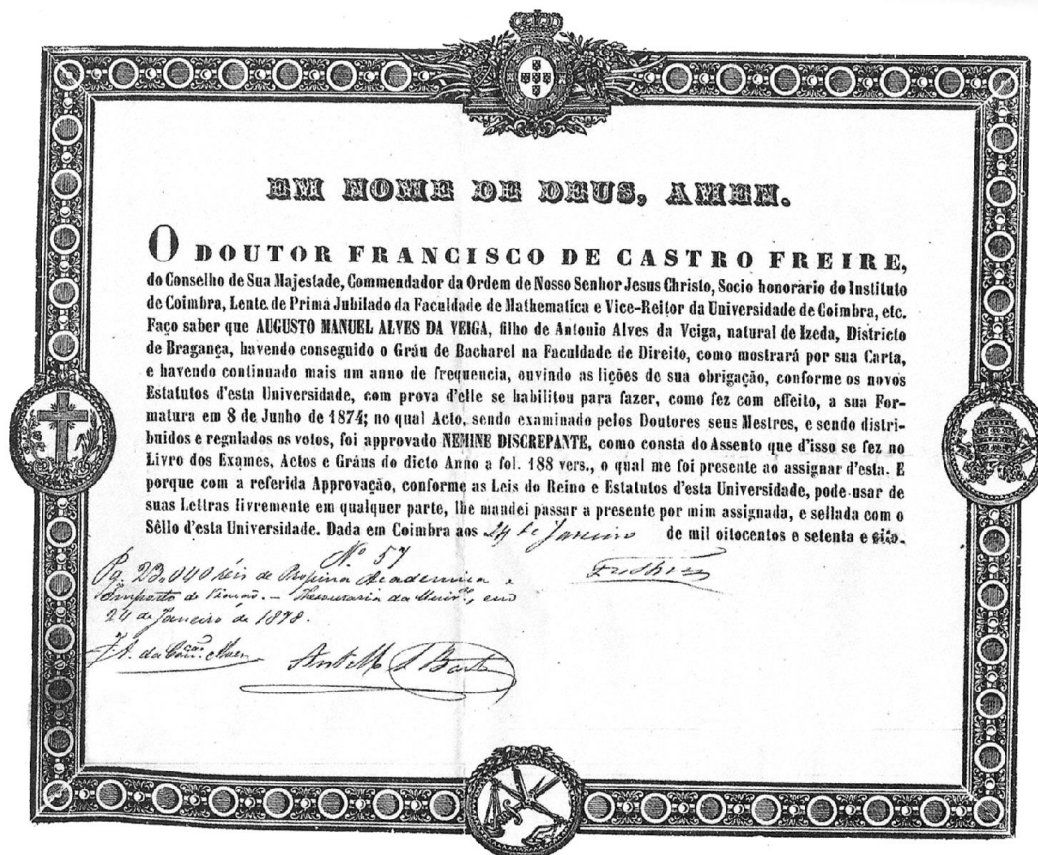 EM NOME DE DEUS, AMEN.
O DOUTOR FRANCISCO DE CASTRO FREIRE,
do Conselho de Sua Majestade, Commendador da Ordem de Nosso Senhor Jesus Christo, Socio honorario do Instituto
de Coimbra, Lente de Prima Jubilado da Faculdade de Mathematica e Vice-Reitor da Universidade de Coimbra, etc.
Faço saber que AUGUSTO MANUEL ALVES DA VEIGA, filho de Antonio Alves da Veiga, natural de Izeda, Districto
de Bragança, havendo conseguido o Gráu de Bacharel na Faculdade de Direito, como mostrará por sua Carta,
e havendo continuado mais um anno de frequencia, ouvindo as lições de sua obrigação, conforme os novos
Estatutos d'esta Universidade, com prova d'elle se habilitou para fazer, como fez com effeito, a sua For-
matura em 8 de Junho de 1874; no qual Acto, sendo examinado pelos Doutores seus Mestres, e sendo distri-
buidos e regulados os votos, foi approvado NEMINE DISCREPANTE, como consta do Assento que d'isso se fez no
Livro dos Exames, Actos e Gráus do dicto Anno a fol. 188 vers., o qual me foi presente ao assignar d'esta. E
porque com a referida Approvação, conforme as Leis do Reino e Estatutos d'esta Universidade, pode usar de
suas Lettras livremente em qualquer parte, lhe mandei passar a presente por mim assignada, e sellada com o
Sêllo d'esta Universidade. Dada em Coimbra aos 24 de Janeiro de mil oitocentos e setenta e oito.
Nº 57
Pg. 23,040 reis de Propina Academica e
Imposto de Viação. — Thesouraria da Univ.de, em
24 de Janeiro de 1878.